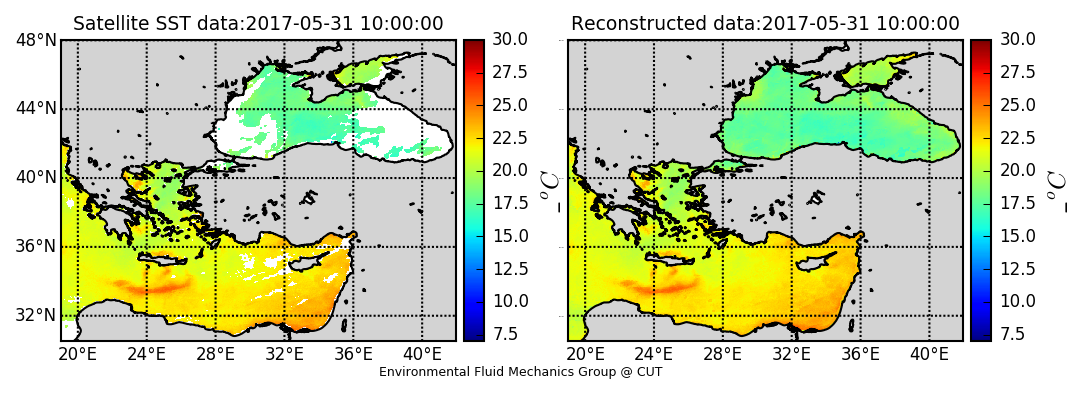 Satellite SST data:2017-05-31 10:00:00
48°N
44°N
40°N
36°N
32°N
20°E 24°E 28°E 32°E 36°E 40°E
30.0
27.5
25.0
22.5
20.0
17.5
15.0
12.5
10.0
7.5
_ °C
Reconstructed data:2017-05-31 10:00:00
20°E 24°E 28°E 32°E 36°E 40°E
30.0
27.5
25.0
22.5
20.0
17.5
15.0
12.5
10.0
7.5
_ °C
Environmental Fluid Mechanics Group @ CUT